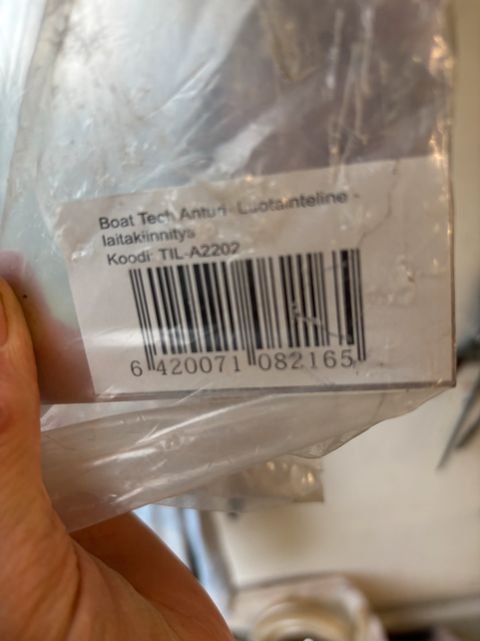 Boat Tech Anturi- Luotainteline -
laitakiinnitys
Koodi: TIL-A2202
6 420071 082165